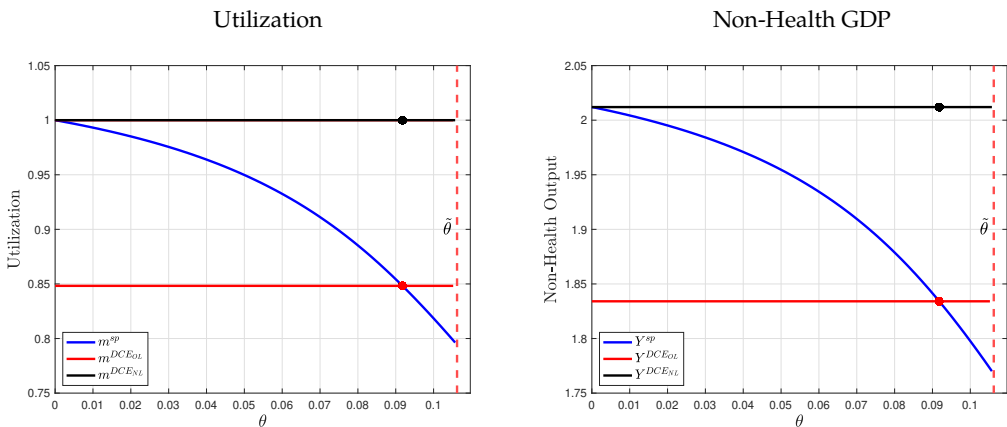 Utilization
1.05
1
0.95
0.9
0.85
0.8
0.75
Utilization
θ̃
m^{sp}
m^{DCE_{OL}}
m^{DCE_{NL}}
0 0.01 0.02 0.03 0.04 0.05 0.06 0.07 0.08 0.09 0.1
θ
Non-Health GDP
2.05
2
1.95
1.9
1.85
1.8
1.75
Non-Health Output
θ̃
Y^{sp}
Y^{DCE_{OL}}
Y^{DCE_{NL}}
0 0.01 0.02 0.03 0.04 0.05 0.06 0.07 0.08 0.09 0.1
θ